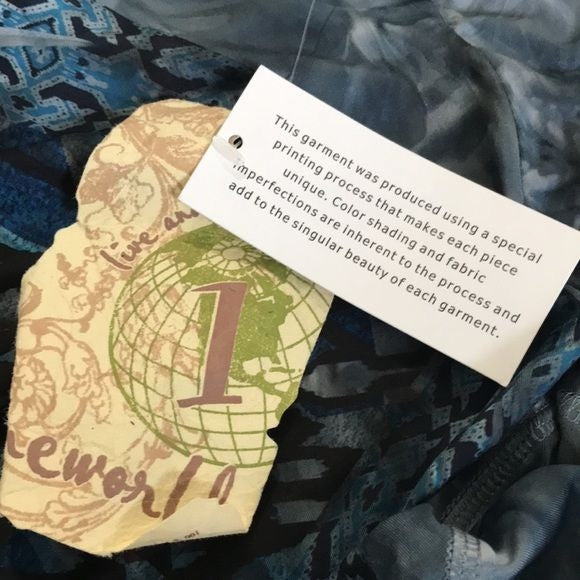 This garment was produced using a special
printing process that makes each piece
unique. Color shading and fabric
imperfections are inherent to the process and
add to the singular beauty of each garment.
live an
1
eworl